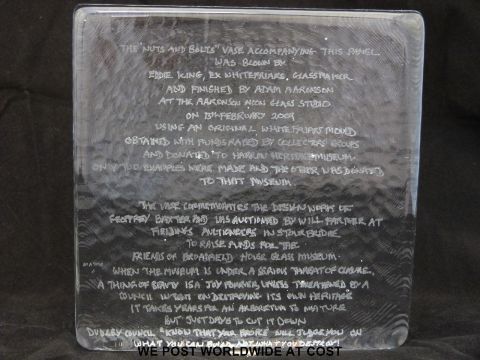 THE "NUTS AND BOLTS" VASE ACCOMPANYING THIS PANEL
WAS BLOWN BY
EDDIE KING, EX WHITEFRIARS, GLASSMAKER
AND FINISHED BY ADAM AARONSON
AT THE AARONSON NOON GLASS STUDIO
ON 13th FEBRUARY 2009
USING AN ORIGINAL WHITEFRIARS MOULD
OBTAINED WITH FUNDS RAISED BY COLLECTORS' GROUPS
AND DONATED TO HARLOW HERITAGE MUSEUM.
ONLY TWO EXAMPLES WERE MADE AND THE OTHER WAS DONATED
TO THAT MUSEUM
THE VASE COMMEMORATES THE DESIGN WORK OF
GEOFFREY BAXTER AND WAS AUCTIONED BY WILL FARMER AT
FIELDINGS AUCTIONEERS IN STOURBRIDGE
TO RAISE FUNDS FOR THE
FRIENDS OF BROADFIELD HOUSE GLASS MUSEUM.
WHEN THE MUSEUM IS UNDER A SERIOUS THREAT OF CLOSURE.
A THING OF BEAUTY IS A JOY FOREVER, UNLESS THREATENED BY A
COUNCIL INTENT ON DESTROYING ITS OWN HERITAGE
IT TAKES YEARS FOR AN ARBORETUM TO MATURE
BUT JUST DAYS TO CUT IT DOWN
DUDLEY COUNCIL "KNOW THAT YOUR PEOPLE WILL JUDGE YOU ON
WHAT YOU CAN BUILD, NOT WHAT YOU DESTROY"
WE POST WORLDWIDE AT COST